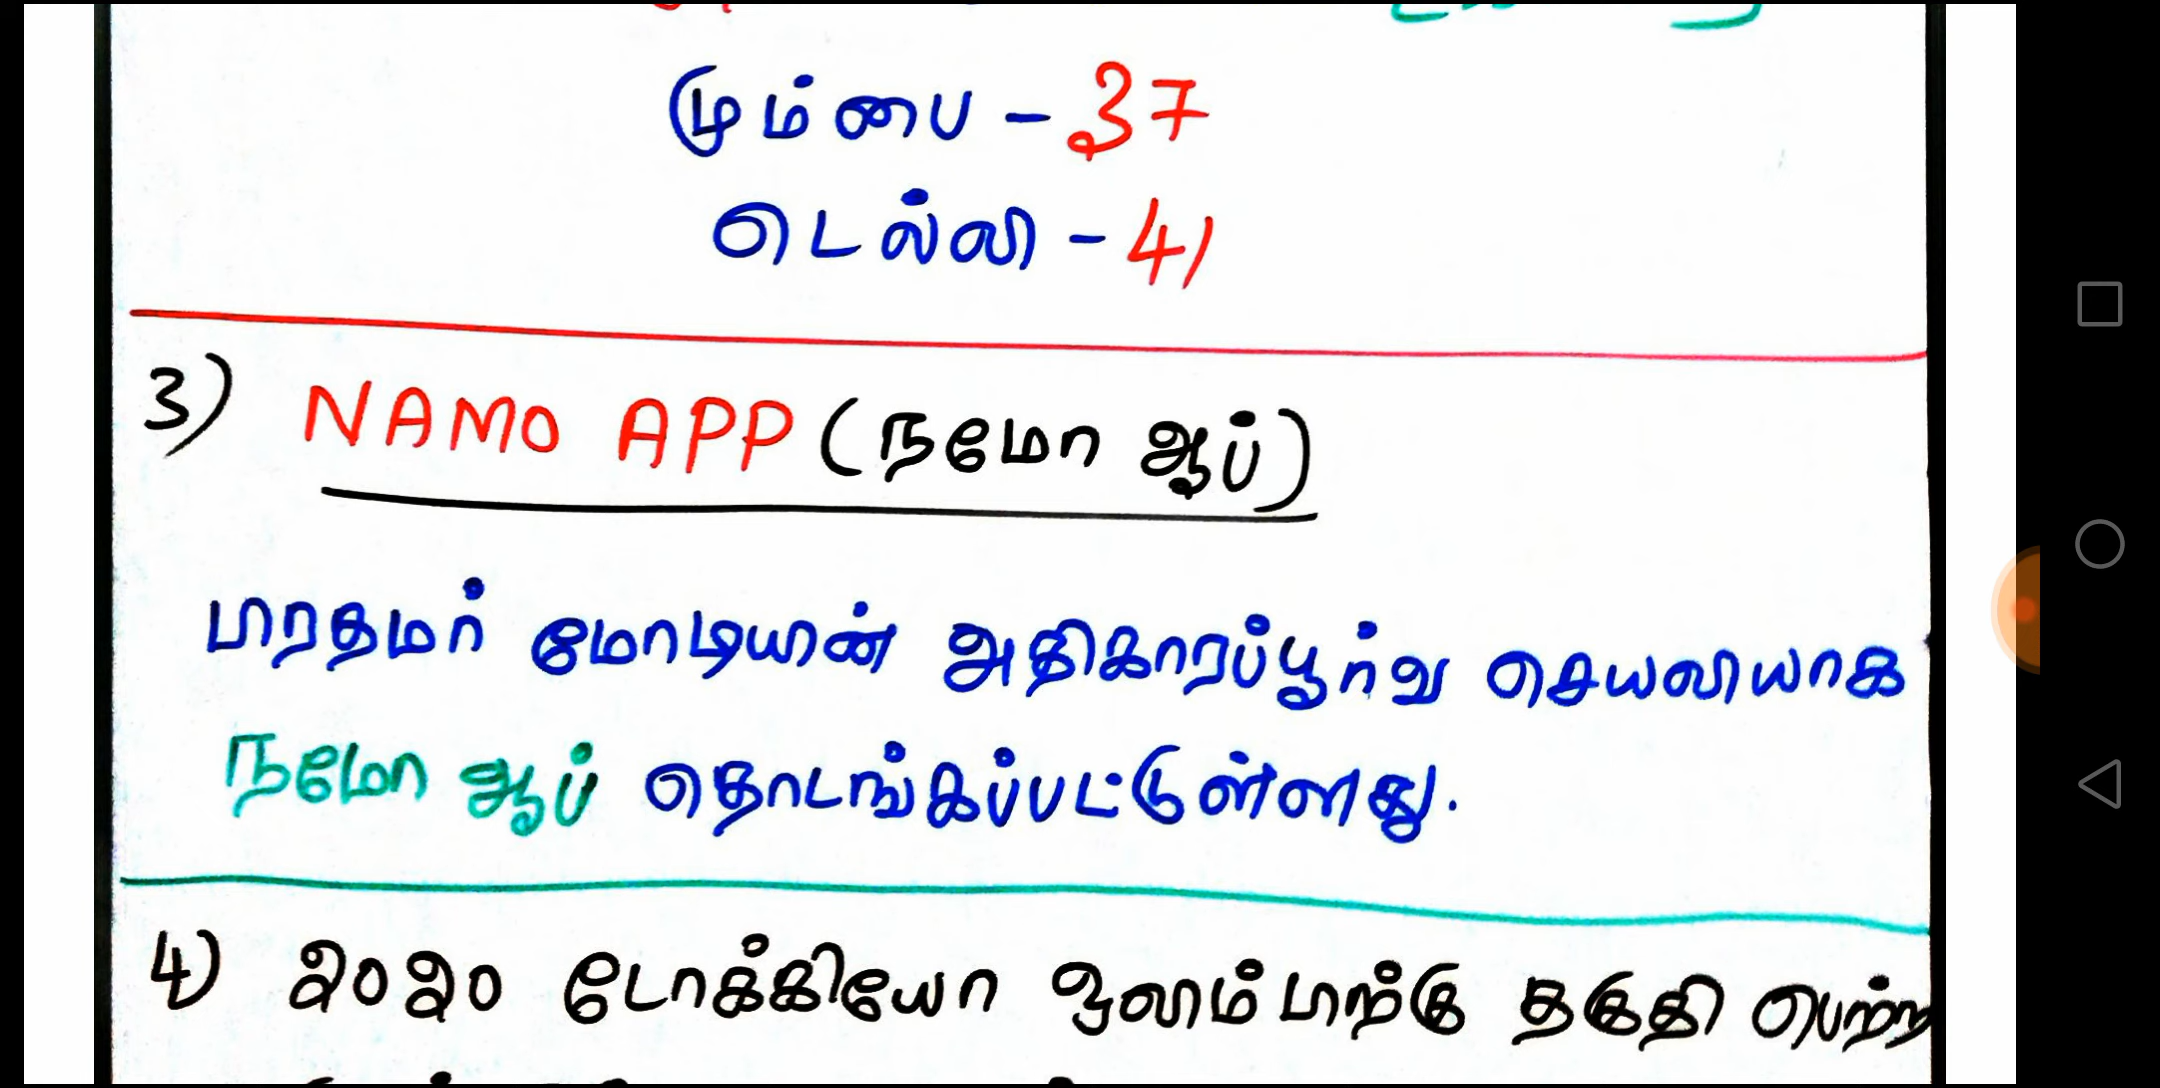 மும்பை - 37
டெல்லி - 41
3) NAMO APP (நமோ ஆப்)
பிரதமர் மோடியின் அதிகாரப்பூர்வ செயலியாக
நமோ ஆப் தொடங்கப்பட்டுள்ளது.
4) 2020 டோக்கியோ ஒலிம்பிற்கு தகுதி பெற்ற